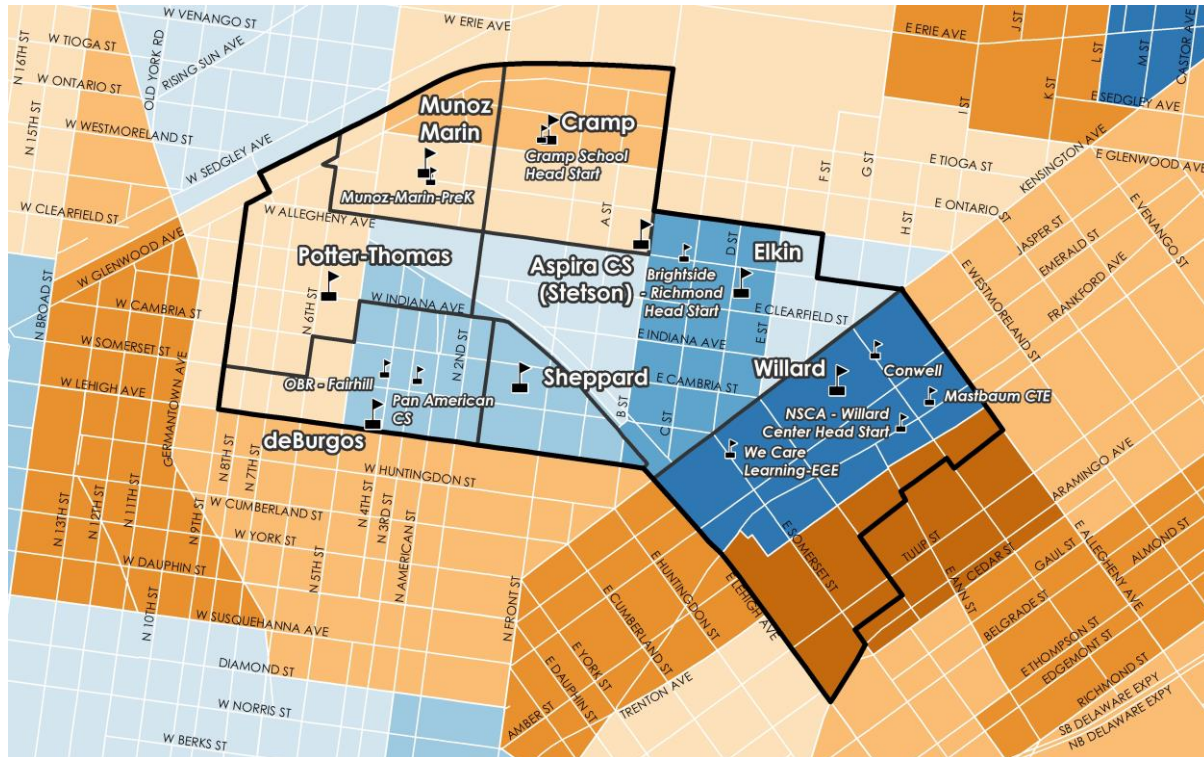 W VENANGO ST
W ERIE AVE
E ERIE AVE
J ST
K ST
L ST
M ST
CASTOR AVE
N 16TH ST
W TIOGA ST
OLD YORK RD
RISING SUN AVE
W ONTARIO ST
I ST
E SEDGLEY AVE
N 15TH ST
W WESTMORELAND ST
W SEDGLEY AVE
Munoz
Marin
Cramp
Cramp School
Head Start
Munoz-Marin-PreK
F ST
G ST
E TIOGA ST
KENSINGTON AVE
E GLENWOOD AVE
W CLEARFIELD ST
W ALLEGHENY AVE
A ST
H ST
E ONTARIO ST
E VENANGO ST
JASPER ST
EMERALD ST
FRANKFORD AVE
W GLENWOOD AVE
Potter-Thomas
Aspira CS
(Stetson)
D ST
Elkin
Brightside
- Richmond
Head Start
E WESTMORELAND ST
N BROAD ST
W CAMBRIA ST
N 6TH ST
W INDIANA AVE
E CLEARFIELD ST
E INDIANA AVE
E ST
W SOMERSET ST
N 2ND ST
W LEHIGH AVE
GERMANTOWN AVE
OBR - Fairhill
Pan American
CS
Sheppard
E CAMBRIA ST
Willard
Conwell
Mastbaum CTE
NSCA - Willard
Center Head Start
B ST
C ST
We Care
Learning-ECE
deBurgos
N 8TH ST
N 7TH ST
W HUNTINGDON ST
ARAMINGO AVE
N 13TH ST
N 12TH ST
N 11TH ST
N 9TH ST
W CUMBERLAND ST
N 4TH ST
N 3RD ST
N AMERICAN ST
W YORK ST
N 5TH ST
E SOMERSET ST
TULIP ST
CEDAR ST
GAUL ST
E ALLEGHENY AVE
ALMOND ST
W DAUPHIN ST
N 10TH ST
W SUSQUEHANNA AVE
N FRONT ST
E HUNTINGDON ST
E LEHIGH AVE
E CUMBERLAND ST
E ANN ST
BELGRADE ST
E THOMPSON ST
EDGEMONT ST
RICHMOND ST
DIAMOND ST
E YORK ST
E DAUPHIN ST
TRENTON AVE
AMBER ST
W NORRIS ST
W BERKS ST
SB DELAWARE EXPY
NB DELAWARE EXPY